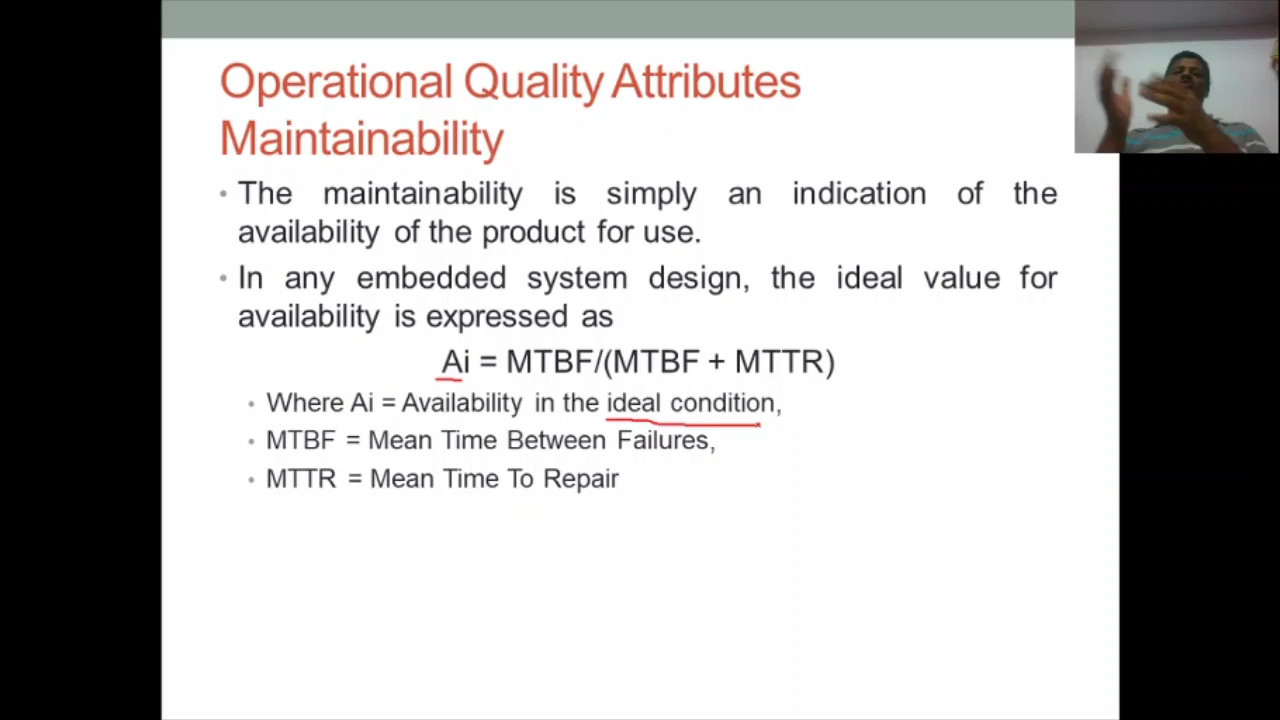 Operational Quality Attributes
Maintainability
• The maintainability is simply an indication of the
availability of the product for use.
• In any embedded system design, the ideal value for
availability is expressed as
Ai = MTBF/(MTBF + MTTR)
• Where Ai = Availability in the ideal condition,
• MTBF = Mean Time Between Failures,
• MTTR = Mean Time To Repair